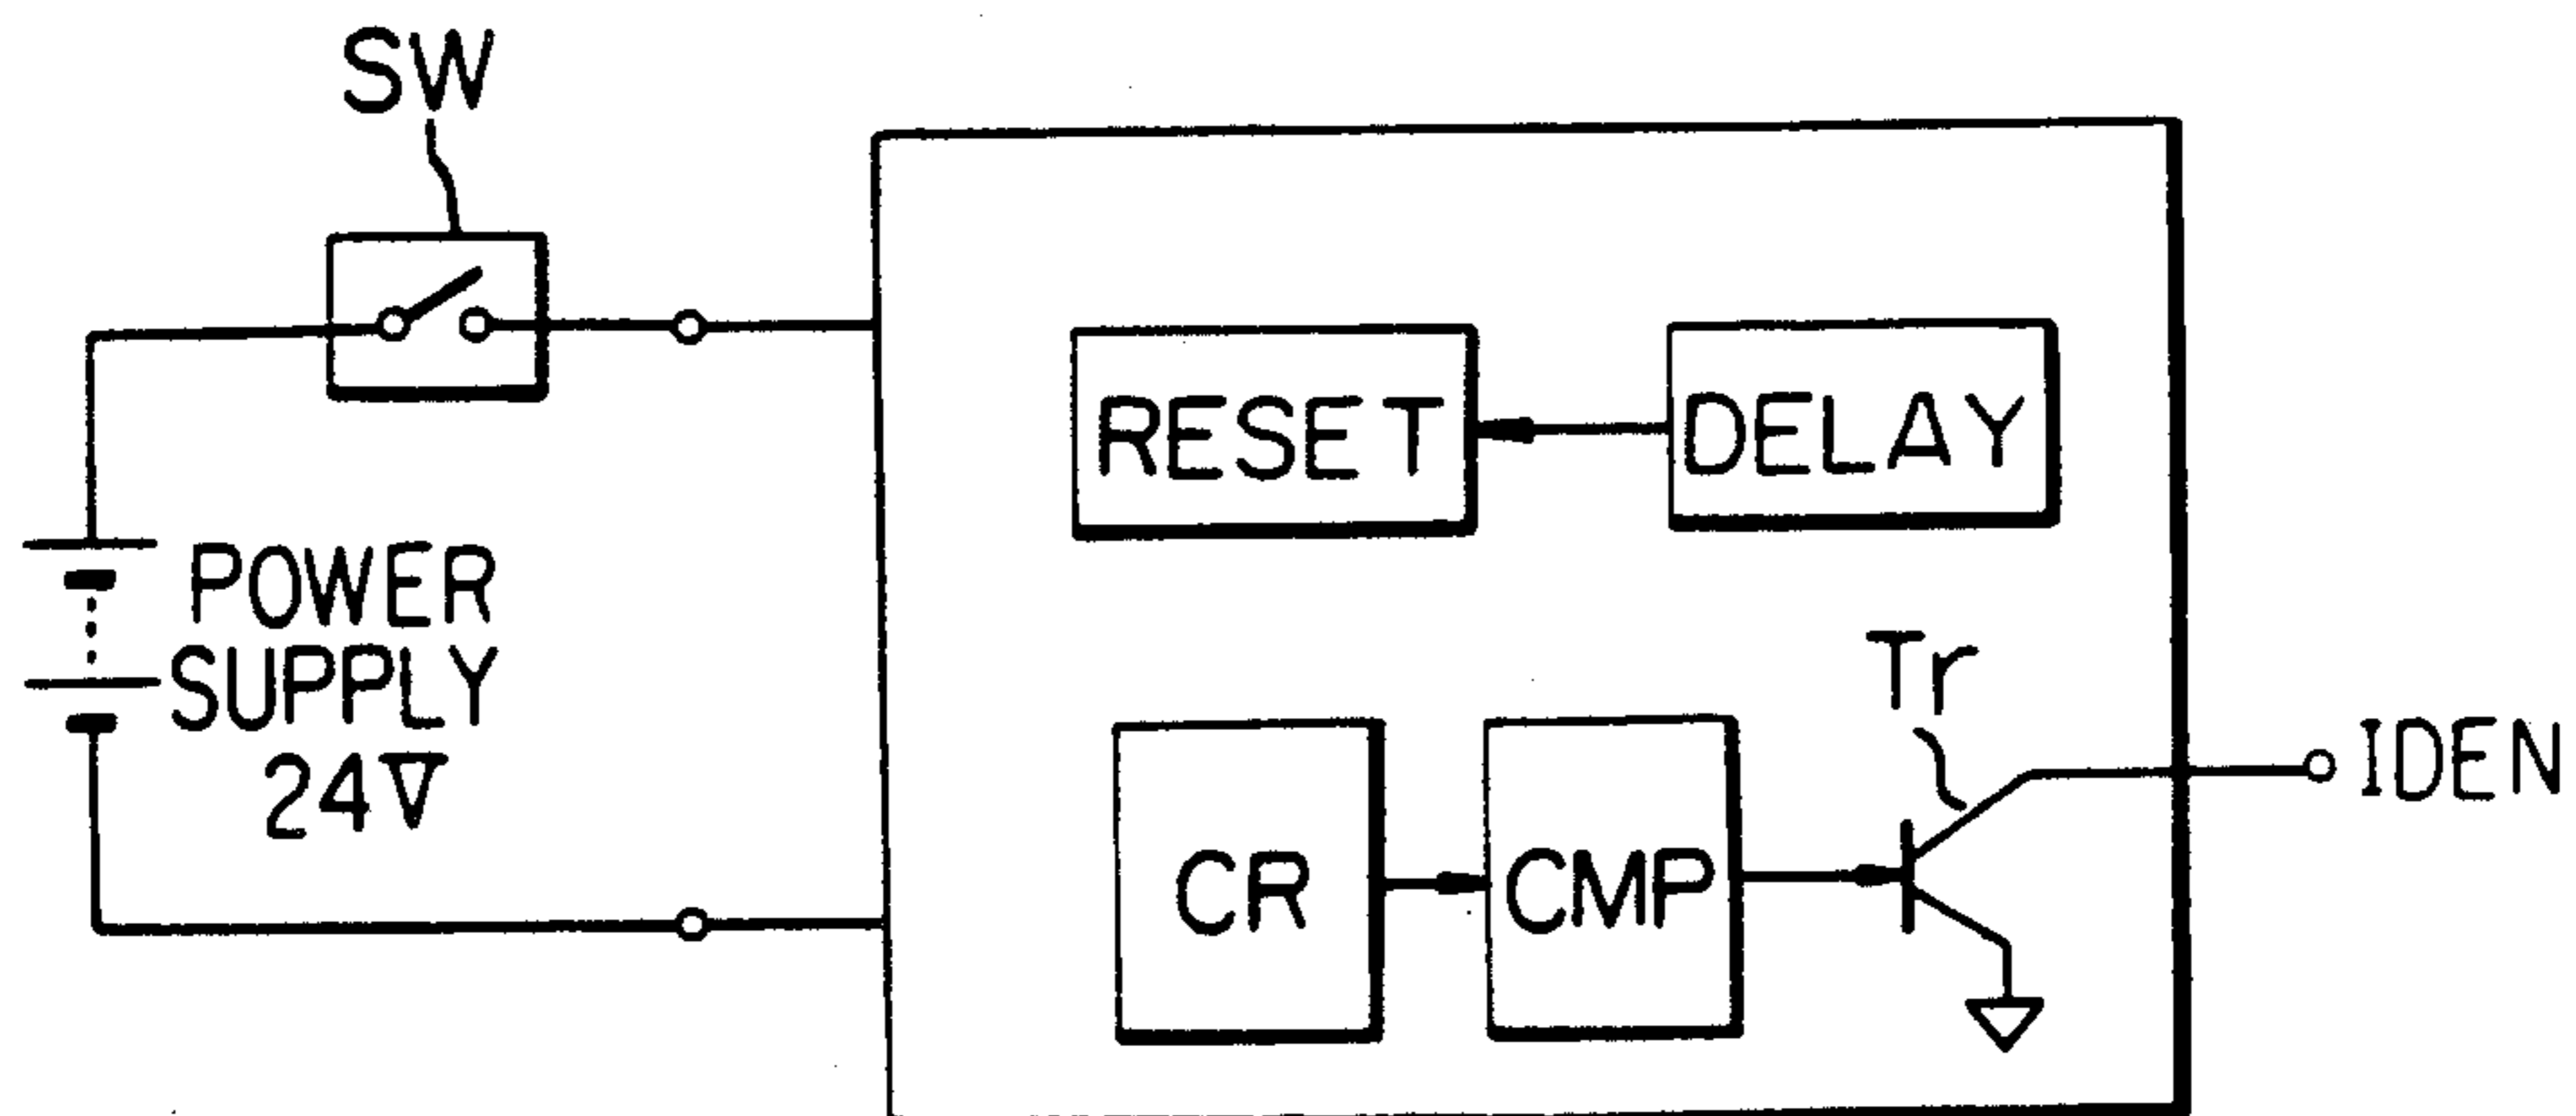 SW
RESET
DELAY
POWER
SUPPLY
24V
Tr
IDEN
CR
CMP